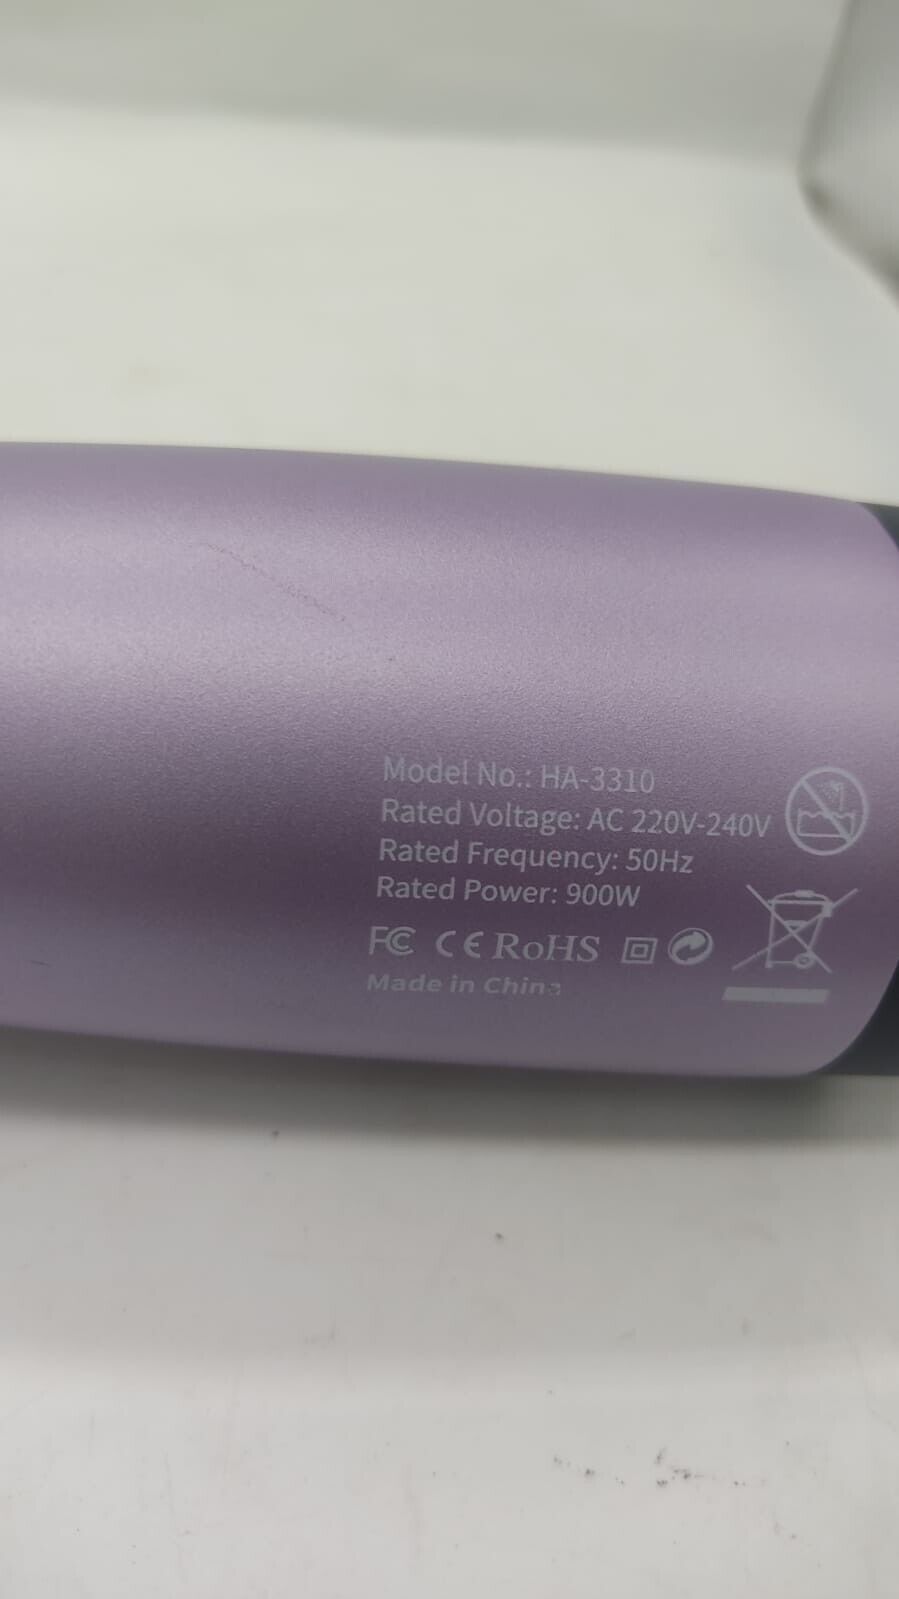 Model No.: HA-3310
Rated Voltage: AC 220V-240V
Rated Frequency: 50Hz
Rated Power: 900W
FC CE RoHS
Made in China